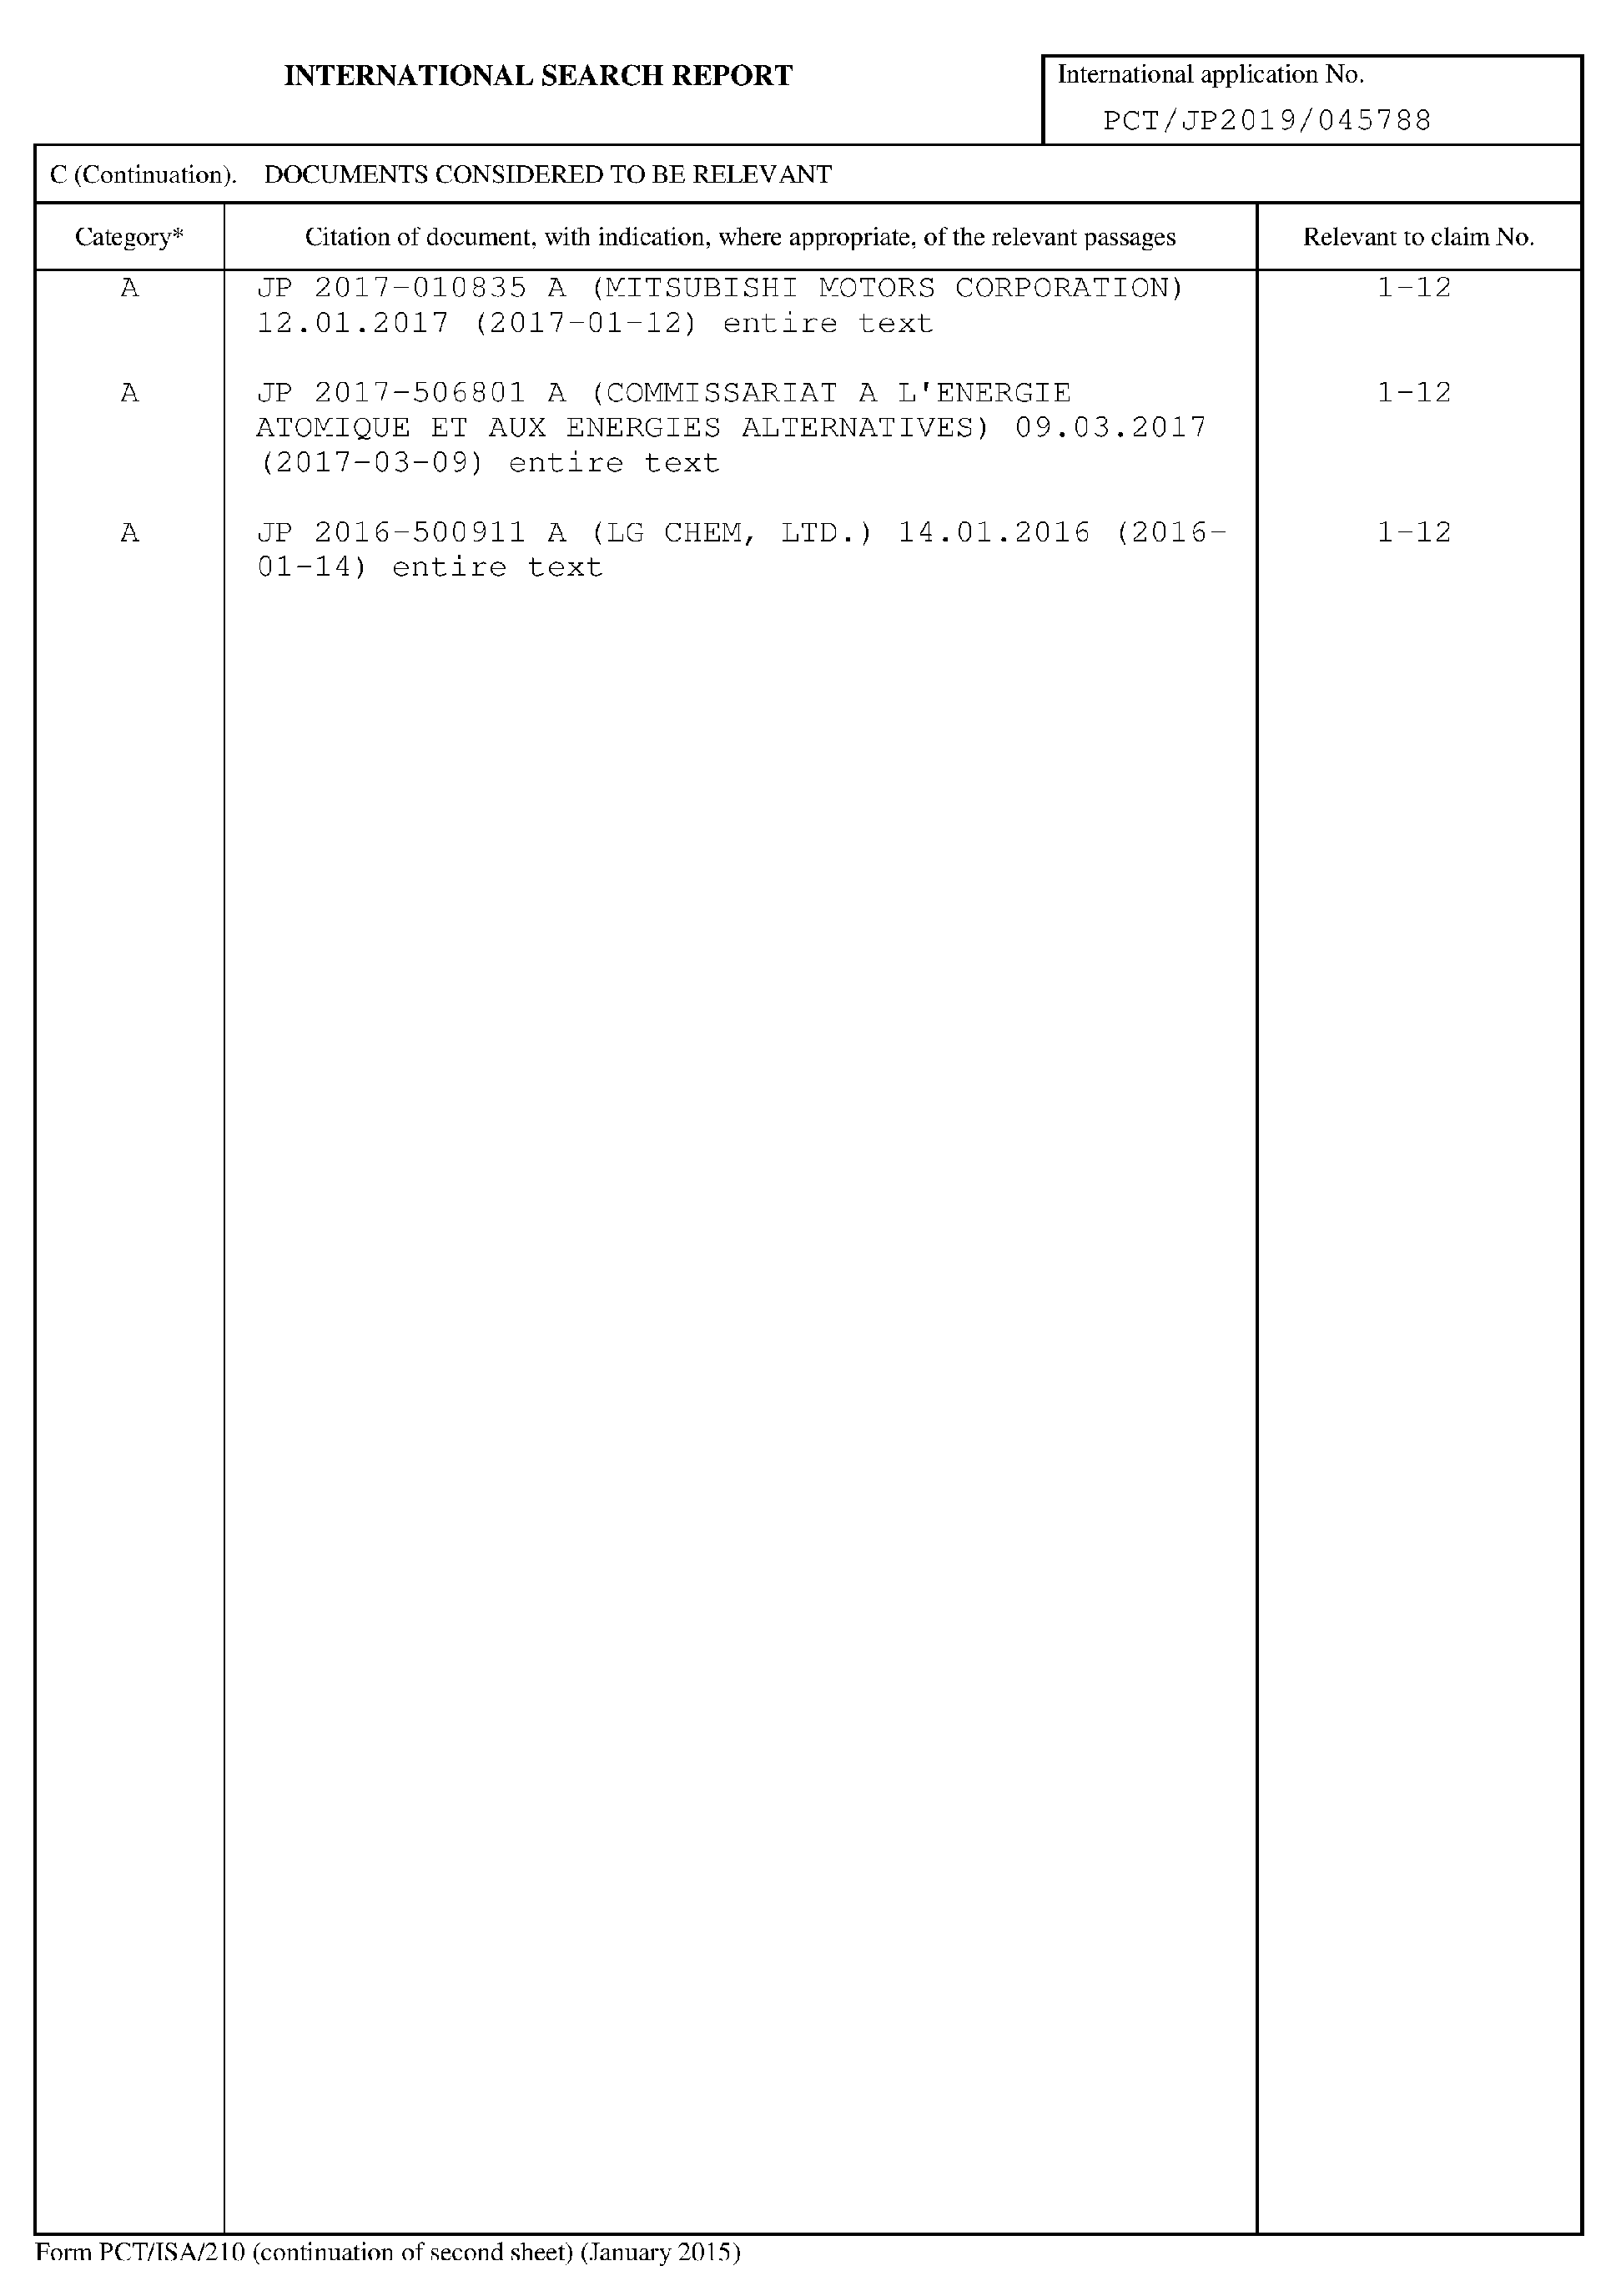 INTERNATIONAL SEARCH REPORT
International application No.
PCT/JP2019/045788
C (Continuation). DOCUMENTS CONSIDERED TO BE RELEVANT
Category* Citation of document, with indication, where appropriate, of the relevant passages Relevant to claim No.
A JP 2017-010835 A (MITSUBISHI MOTORS CORPORATION) 1-12
12.01.2017 (2017-01-12) entire text
A JP 2017-506801 A (COMMISSARIAT A L'ENERGIE 1-12
ATOMIQUE ET AUX ENERGIES ALTERNATIVES) 09.03.2017
(2017-03-09) entire text
A JP 2016-500911 A (LG CHEM, LTD.) 14.01.2016 (2016- 1-12
01-14) entire text
Form PCT/ISA/210 (continuation of second sheet) (January 2015)